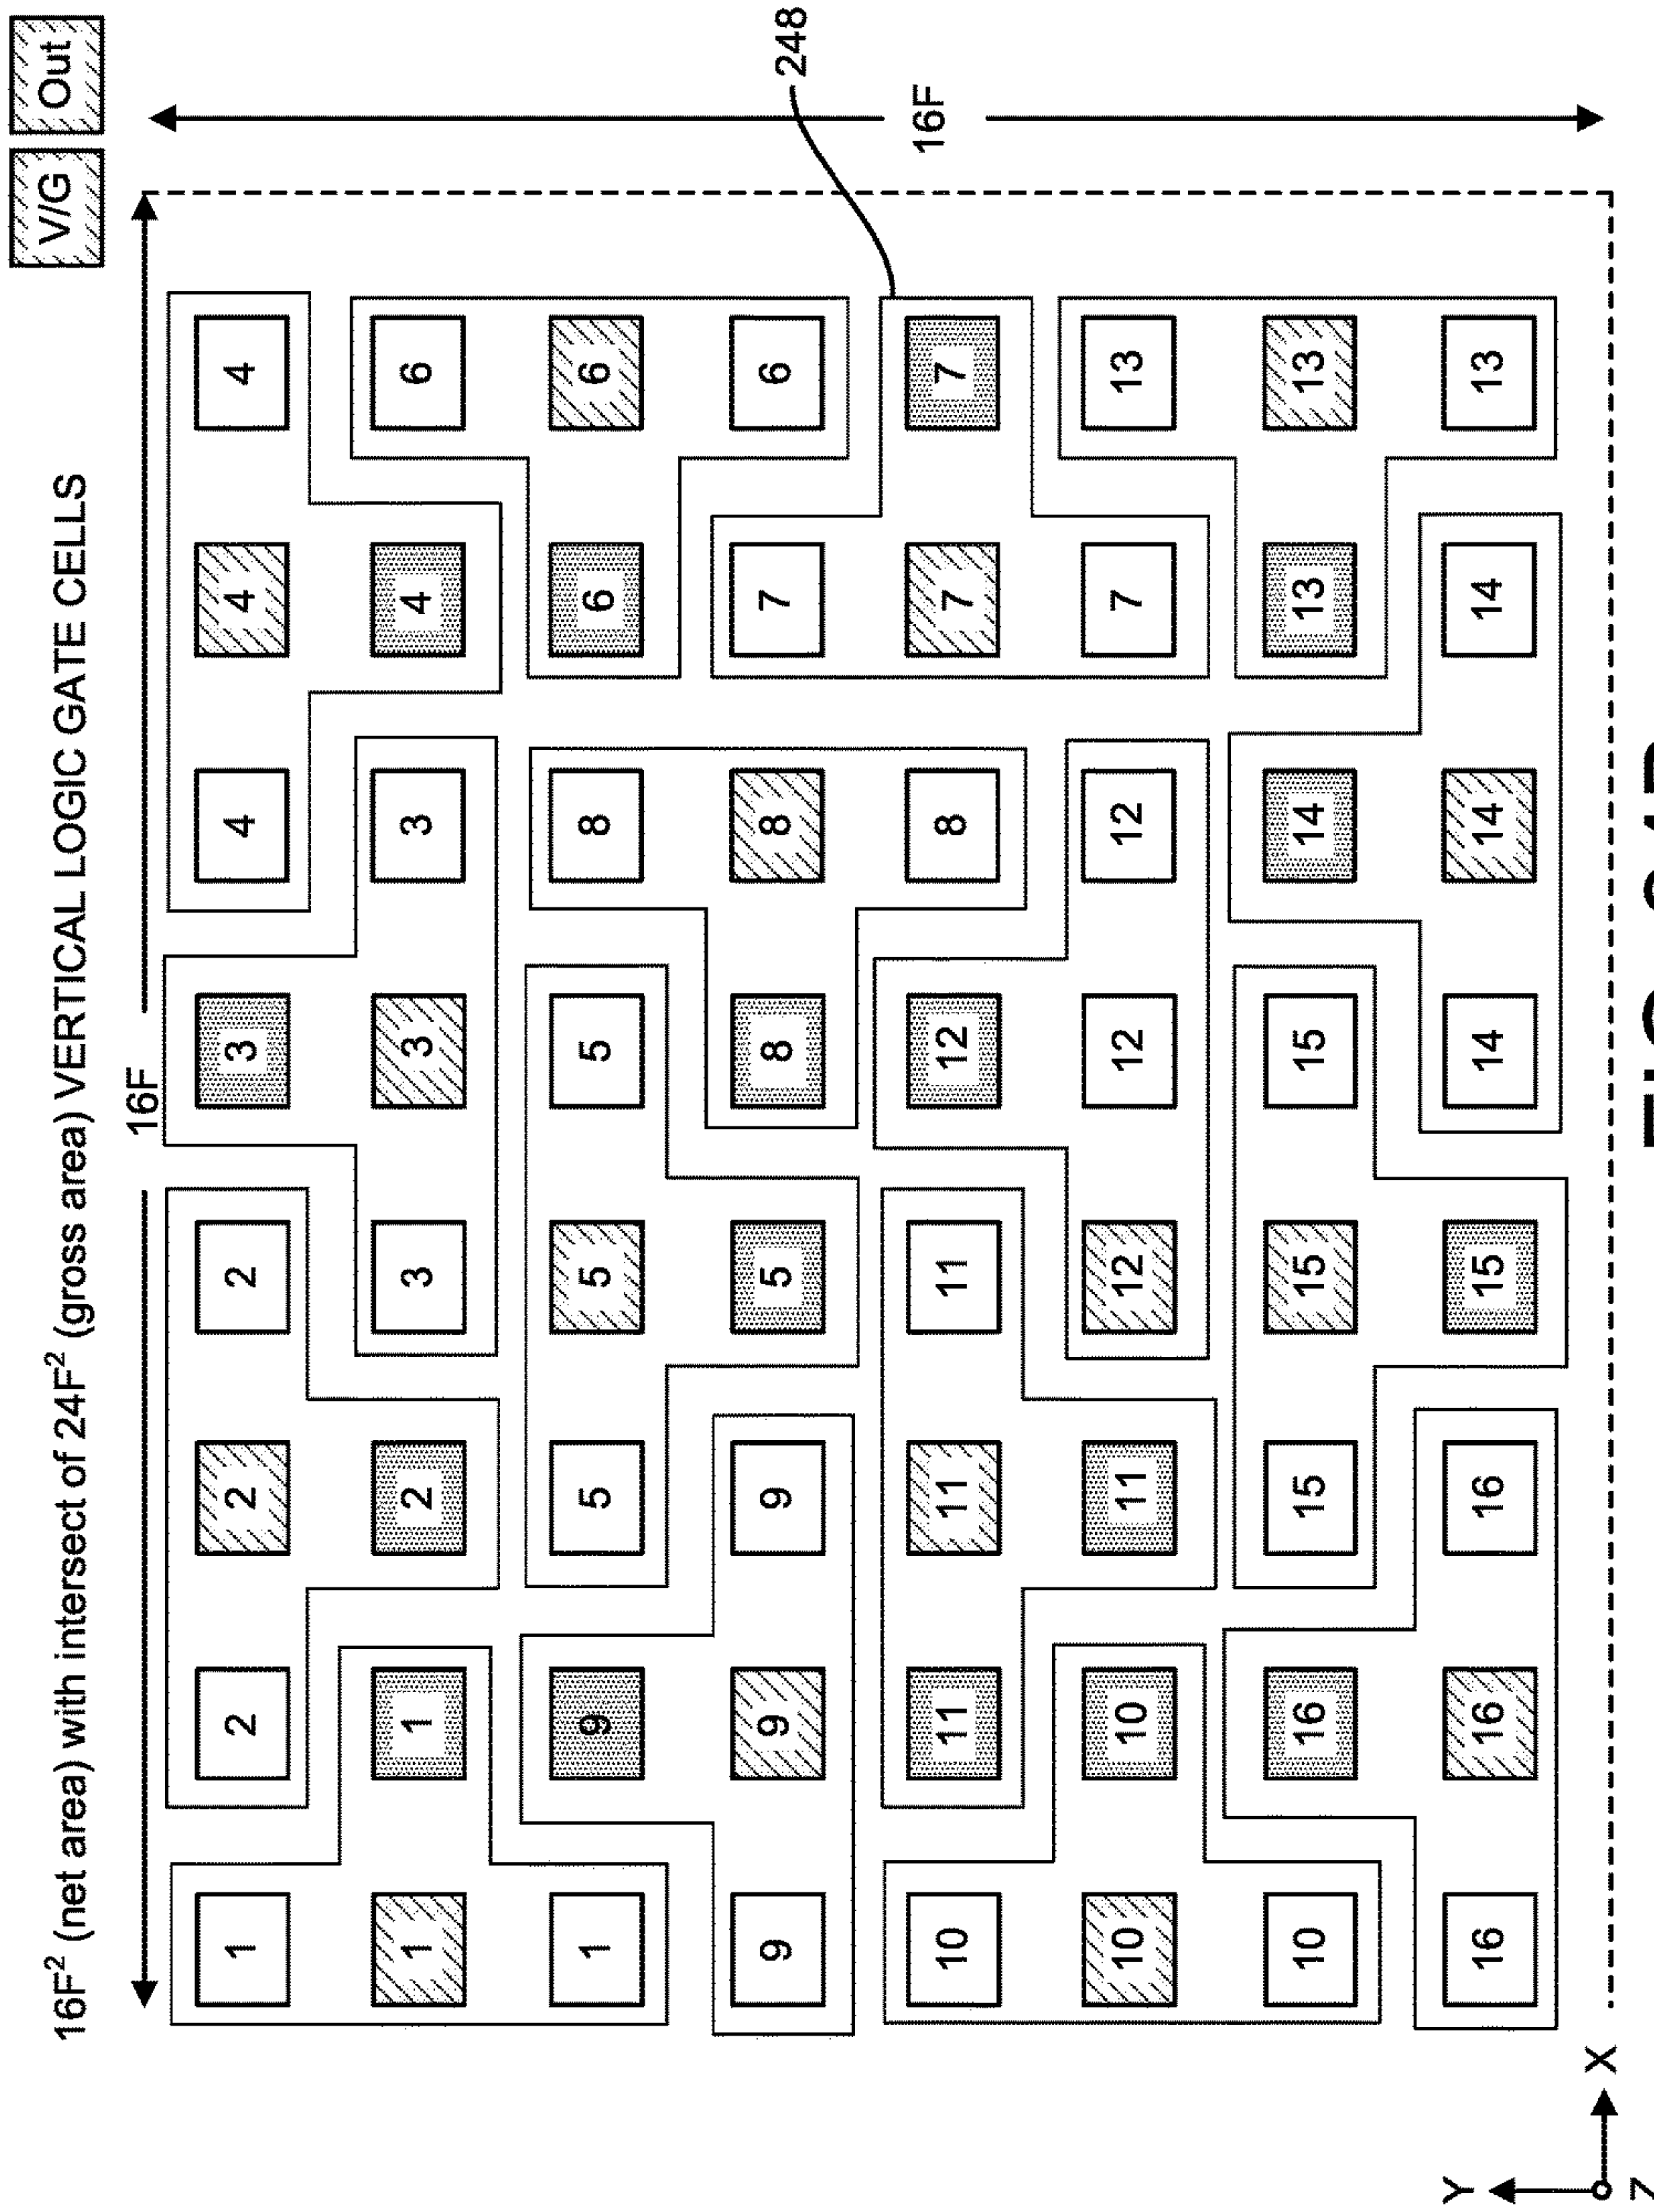 16F² (net area) with intersect of 24F² (gross area) VERTICAL LOGIC GATE CELLS
V/G Out
16F
1 2 2 2 3 4 4 4
1 1 2 3 3 3 4 6
1 9 5 5 5 8 6 6
9 9 9 5 8 8 7 6
248
10 11 11 11 12 8 7 7
16F
10 10 11 12 12 12 7 13
10 16 15 15 15 14 13 13
16 16 16 15 14 14 14 13
Y
X
Z